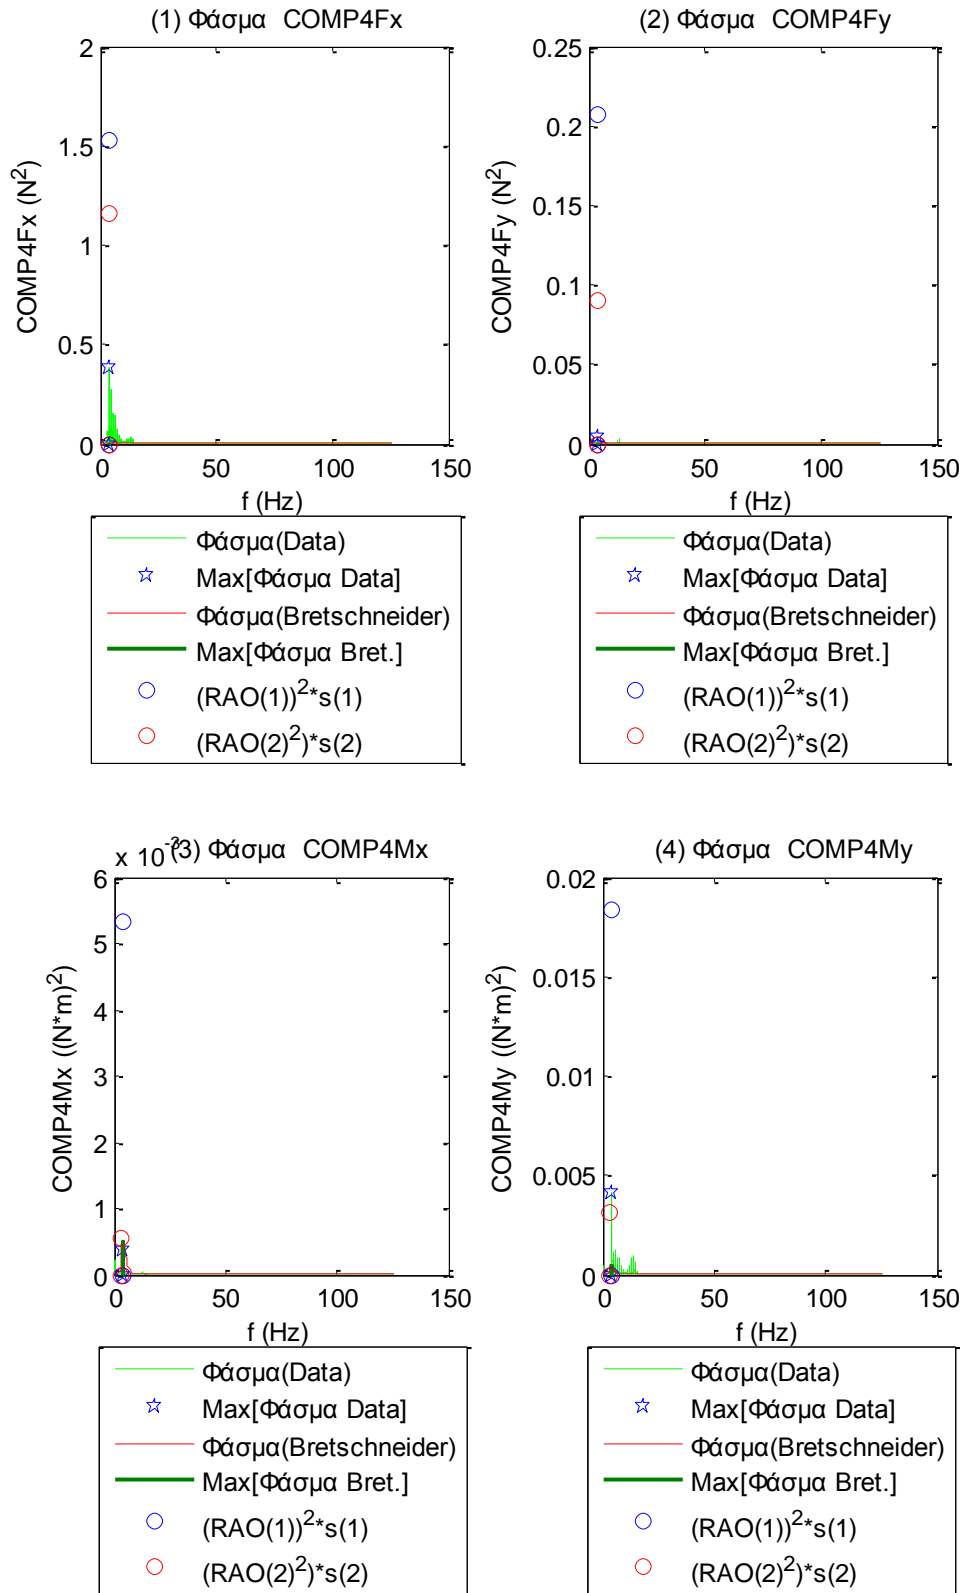 (1) Φάσμα  COMP4Fx
2
1.5
1
0.5
0
COMP4Fx (N^2)
0 50 100 150
f (Hz)
Φάσμα(Data)
Max[Φάσμα Data]
Φάσμα(Bretschneider)
Max[Φάσμα Bret.]
(RAO(1))^2*s(1)
(RAO(2)^2)*s(2)
(2) Φάσμα  COMP4Fy
0.25
0.2
0.15
0.1
0.05
0
COMP4Fy (N^2)
0 50 100 150
f (Hz)
Φάσμα(Data)
Max[Φάσμα Data]
Φάσμα(Bretschneider)
Max[Φάσμα Bret.]
(RAO(1))^2*s(1)
(RAO(2)^2)*s(2)
x 10^-3
(3) Φάσμα  COMP4Mx
6
5
4
3
2
1
0
COMP4Mx ((N*m)^2)
0 50 100 150
f (Hz)
Φάσμα(Data)
Max[Φάσμα Data]
Φάσμα(Bretschneider)
Max[Φάσμα Bret.]
(RAO(1))^2*s(1)
(RAO(2)^2)*s(2)
(4) Φάσμα  COMP4My
0.02
0.015
0.01
0.005
0
COMP4My ((N*m)^2)
0 50 100 150
f (Hz)
Φάσμα(Data)
Max[Φάσμα Data]
Φάσμα(Bretschneider)
Max[Φάσμα Bret.]
(RAO(1))^2*s(1)
(RAO(2)^2)*s(2)